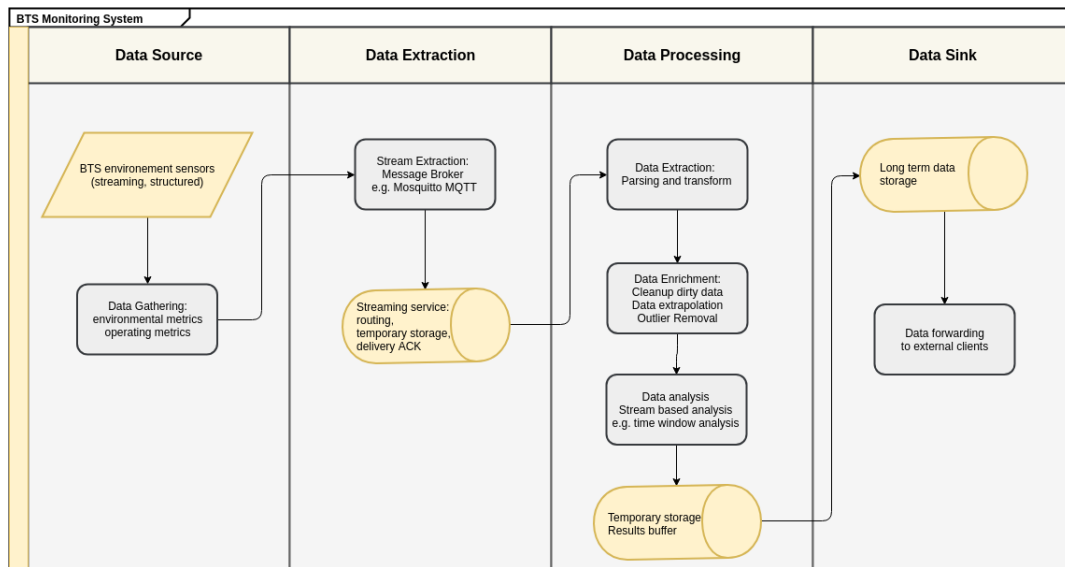 BTS Monitoring System
Data Source
Data Extraction
Data Processing
Data Sink
BTS environement sensors
(streaming, structured)
Data Gathering:
environmental metrics
operating metrics
Stream Extraction:
Message Broker
e.g. Mosquitto MQTT
Streaming service:
routing,
temporary storage,
delivery ACK
Data Extraction:
Parsing and transform
Data Enrichment:
Cleanup dirty data
Data extrapolation
Outlier Removal
Data analysis
Stream based analysis
e.g. time window analysis
Temporary storage
Results buffer
Long term data
storage
Data forwarding
to external clients